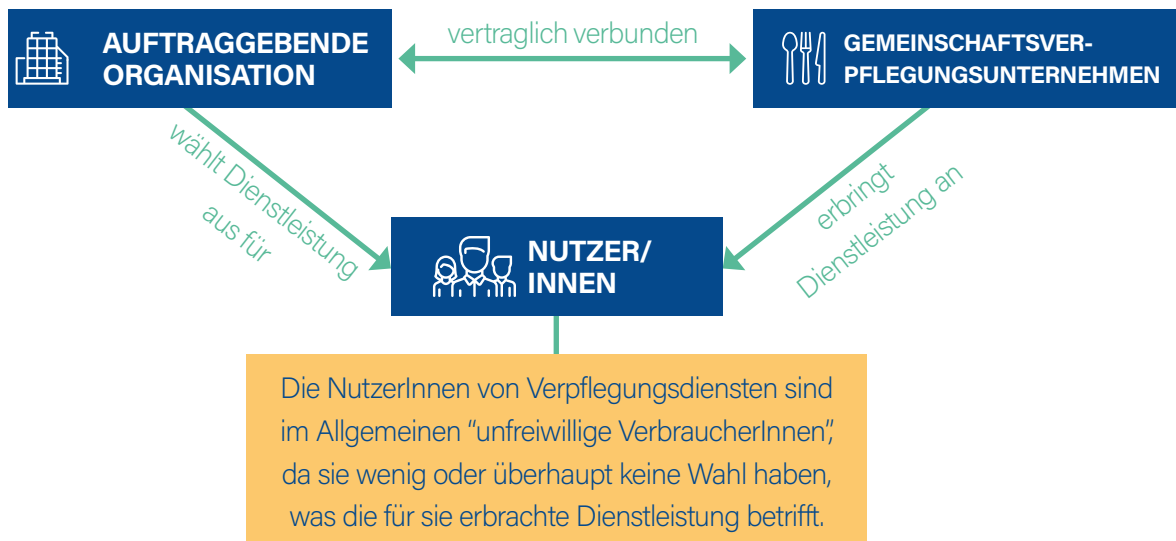 AUFTRAGGEBENDE
ORGANISATION
vertraglich verbunden
GEMEINSCHAFTSVER-
PFLEGUNGSUNTERNEHMEN
wählt Dienstleistung
aus für
erbringt
Dienstleistung an
NUTZER/
INNEN
Die NutzerInnen von Verpflegungsdiensten sind
im Allgemeinen “unfreiwillige VerbraucherInnen”,
da sie wenig oder überhaupt keine Wahl haben,
was die für sie erbrachte Dienstleistung betrifft.